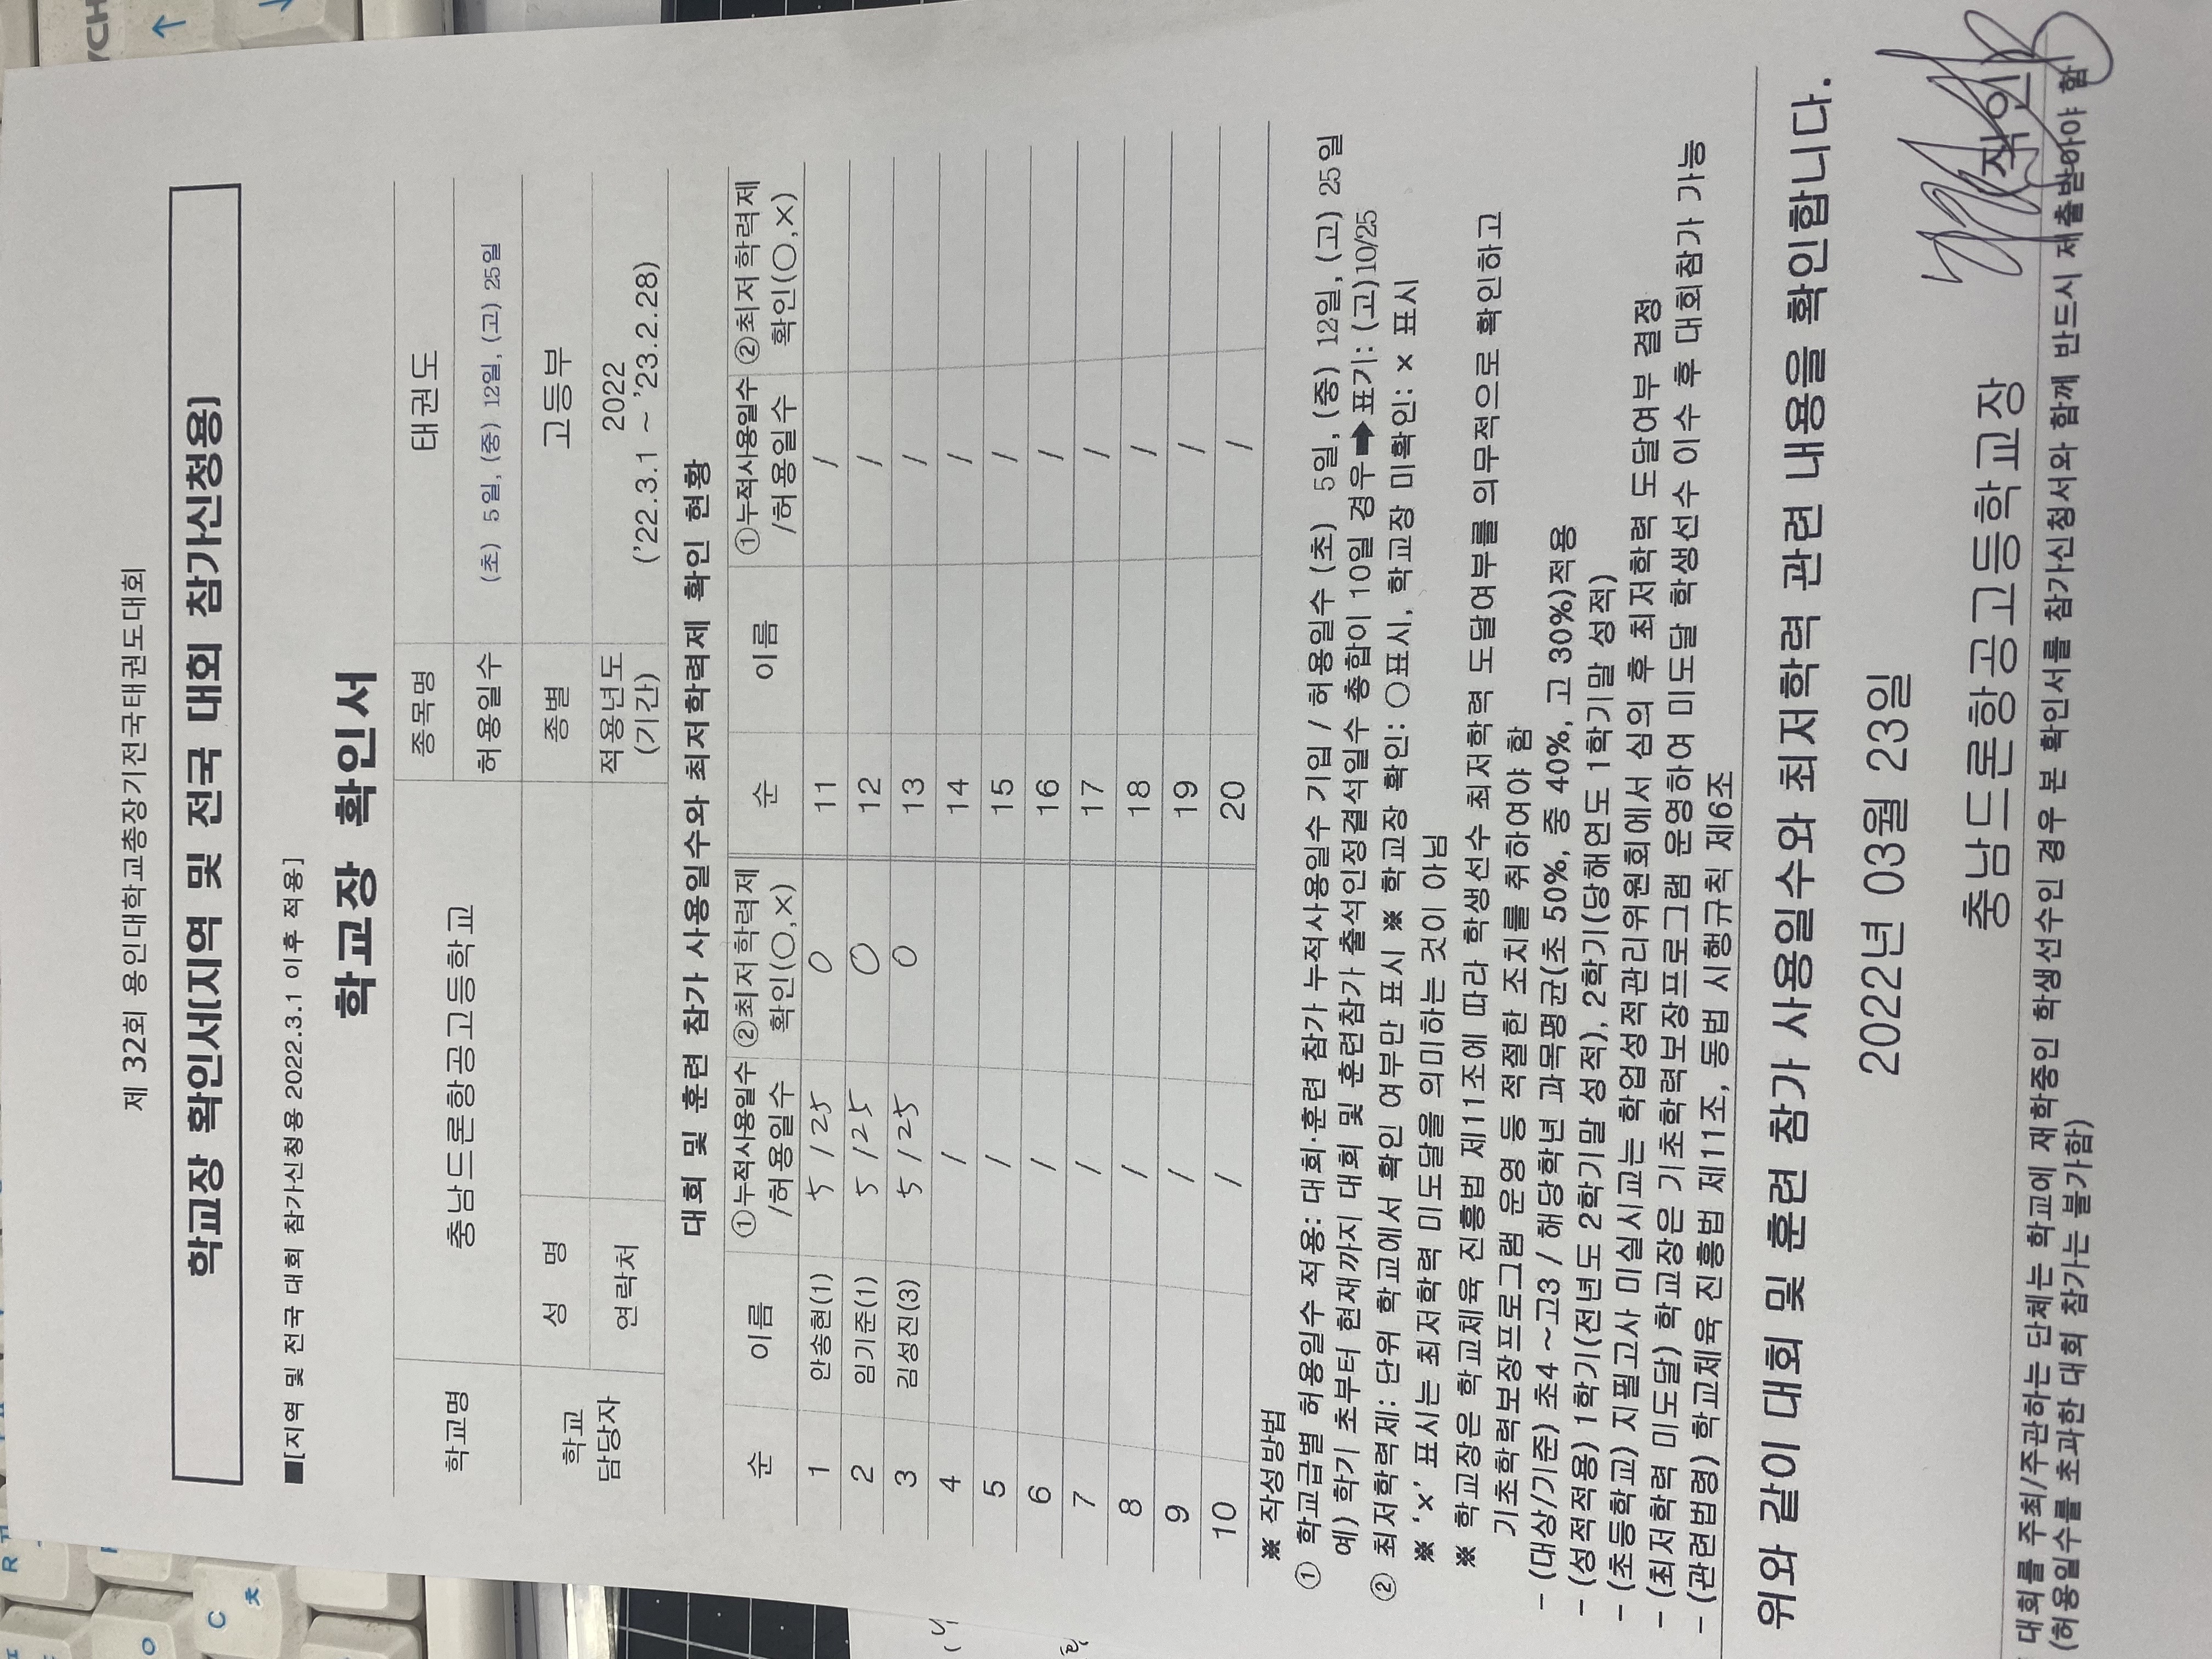 제 32회 용인대학교총장기전국태권도대회
학교장 확인서[지역 및 전국 대회 참가신청용]
■[지역 및 전국 대회 참가신청용 2022.3.1 이후 적용]
학교장 확인서
학교명 충남드론항공고등학교 종목명 태권도
허용일수 (초) 5일, (중) 12일, (고) 25일
학교 담당자 성 명 종별 고등부
연락처 적용년도 (기간) 2022 ('22.3.1 ~ '23.2.28)
대회 및 훈련 참가 사용일수와 최저학력제 확인 현황
순 이름 ①누적사용일수 /허용일수 ②최저학력제 확인(○,×) 순 이름 ①누적사용일수 /허용일수 ②최저학력제 확인(○,×)
1 안송현(1) 5 / 25 O 11 /
2 임기준(1) 5 / 25 O 12 /
3 김성진(3) 5 / 25 O 13 /
4 / 14 /
5 / 15 /
6 / 16 /
7 / 17 /
8 / 18 /
9 / 19 /
10 / 20 /
※ 작성방법
① 학교급별 허용일수 적용: 대회·훈련 참가 누적사용일수 기입 / 허용일수 (초) 5일, (중) 12일, (고) 25일
예) 학기 초부터 현재까지 대회 및 훈련참가 출석인정결석일수 총합이 10일 경우➡표기: (고)10/25
② 최저학력제: 단위 학교에서 확인 여부만 표시 ※ 학교장 확인: ○표시, 학교장 미확인: × 표시
※ '×' 표시는 최저학력 미도달을 의미하는 것이 아님
※ 학교장은 학교체육 진흥법 제11조에 따라 학생선수 최저학력 도달여부를 의무적으로 확인하고
기초학력보장프로그램 운영 등 적절한 조치를 취하여야 함
- (대상/기준) 초4 ~고3 / 해당학년 과목평균(초 50%, 중 40%, 고 30%)적용
- (성적적용) 1학기(전년도 2학기말 성적), 2학기(당해연도 1학기말 성적)
- (초등학교) 지필고사 미실시교는 학업성적관리위원회에서 심의 후 최저학력 도달여부 결정
- (최저학력 미도달) 학교장은 기초학력보장프로그램 운영하여 미도달 학생선수 이수 후 대회참가 가능
- (관련법령) 학교체육 진흥법 제11조, 동법 시행규칙 제6조
위와 같이 대회 및 훈련 참가 사용일수와 최저학력 관련 내용을 확인합니다.
2022년 03월 23일
충남드론항공고등학교장 직인
대회를 주최/주관하는 단체는 학교에 재학중인 학생선수인 경우 본 확인서를 참가신청서와 함께 반드시 제출받아야 함
(허용일수를 초과한 대회 참가는 불가함)